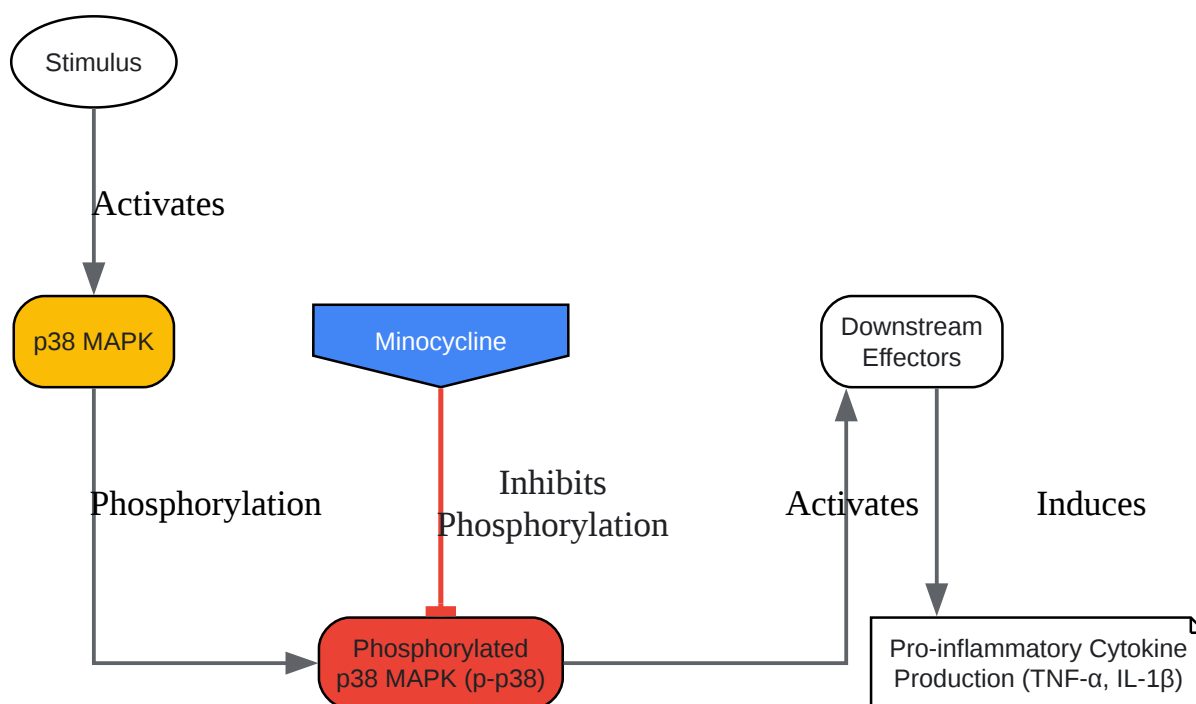 Stimulus
Activates
p38 MAPK
Minocycline
Downstream
Effectors
Phosphorylation
Inhibits
Phosphorylation
Activates
Induces
Phosphorylated
p38 MAPK (p-p38)
Pro-inflammatory Cytokine
Production (TNF-α, IL-1β)